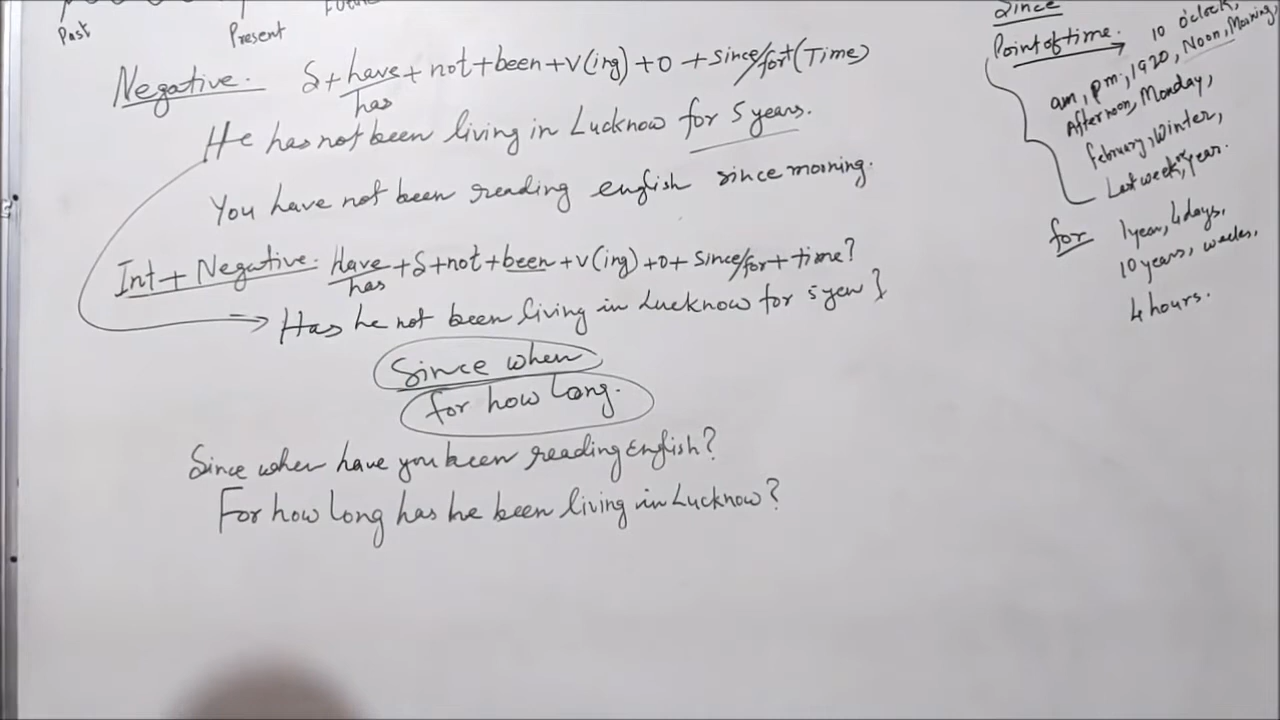 Past
Present
Future
Negative. S+have+not+been+v(ing)+o+since/for+(Time)
has
He has not been living in Lucknow for 5 years.
You have not been reading english since morning.
Int+Negative. Have+S+not+been+v(ing)+o+Since/for+time?
has
Has he not been living in Lucknow for 5
Since when
for how long.
Since when have you been reading English?
For how long has he been living in Lucknow?
Since
Point of time. → 10 o'clock,
am, pm, 1920, Noon, Morning,
Afternoon, Monday,
february, winter,
Last week, or year.
for 1 year, 4 days,
10 years, weeks,
4 hours.